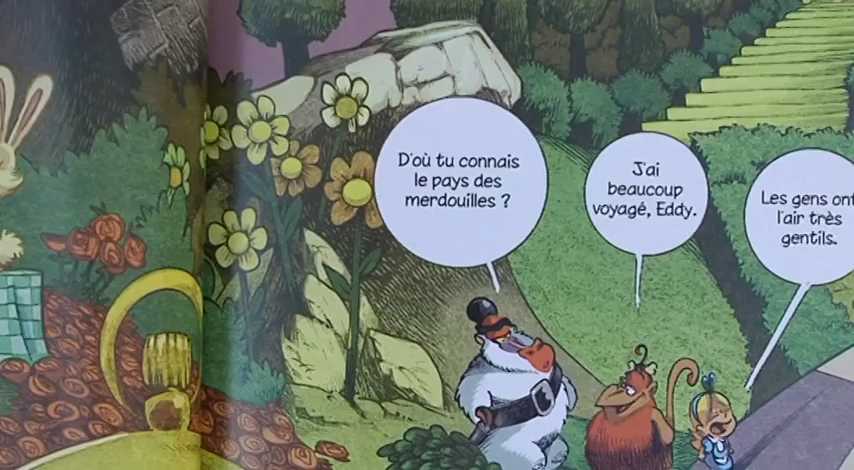 D'où tu connais
le pays des
merdouilles ?
J'ai
beaucoup
voyagé, Eddy.
Les gens ont
l'air très
gentils.